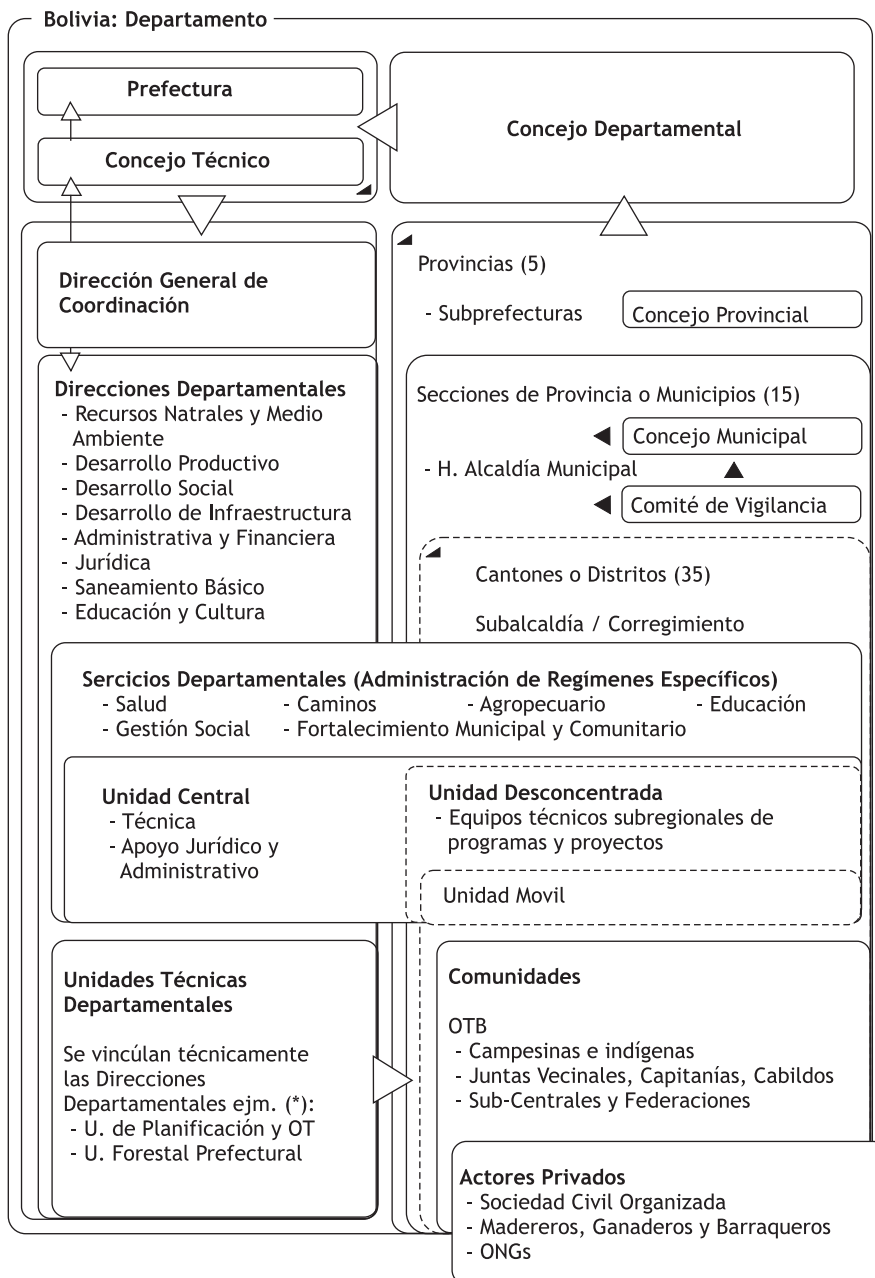 Bolivia: Departamento
Prefectura
Concejo Técnico
Concejo Departamental
Dirección General de
Coordinación
Direcciones Departamentales
- Recursos Natrales y Medio
Ambiente
- Desarrollo Productivo
- Desarrollo Social
- Desarrollo de Infraestructura
- Administrativa y Financiera
- Jurídica
- Saneamiento Básico
- Educación y Cultura
Provincias (5)
- Subprefecturas
Concejo Provincial
Secciones de Provincia o Municipios (15)
Concejo Municipal
- H. Alcaldía Municipal
Comité de Vigilancia
Cantones o Distritos (35)
Subalcaldía / Corregimiento
Sercicios Departamentales (Administración de Regímenes Específicos)
- Salud - Caminos - Agropecuario - Educación
- Gestión Social - Fortalecimiento Municipal y Comunitario
Unidad Central
- Técnica
- Apoyo Jurídico y
Administrativo
Unidad Desconcentrada
- Equipos técnicos subregionales de
programas y proyectos
Unidad Movil
Unidades Técnicas
Departamentales
Se vincúlan técnicamente
las Direcciones
Departamentales ejm. (*):
- U. de Planificación y OT
- U. Forestal Prefectural
Comunidades
OTB
- Campesinas e indígenas
- Juntas Vecinales, Capitanías, Cabildos
- Sub-Centrales y Federaciones
Actores Privados
- Sociedad Civil Organizada
- Madereros, Ganaderos y Barraqueros
- ONGs